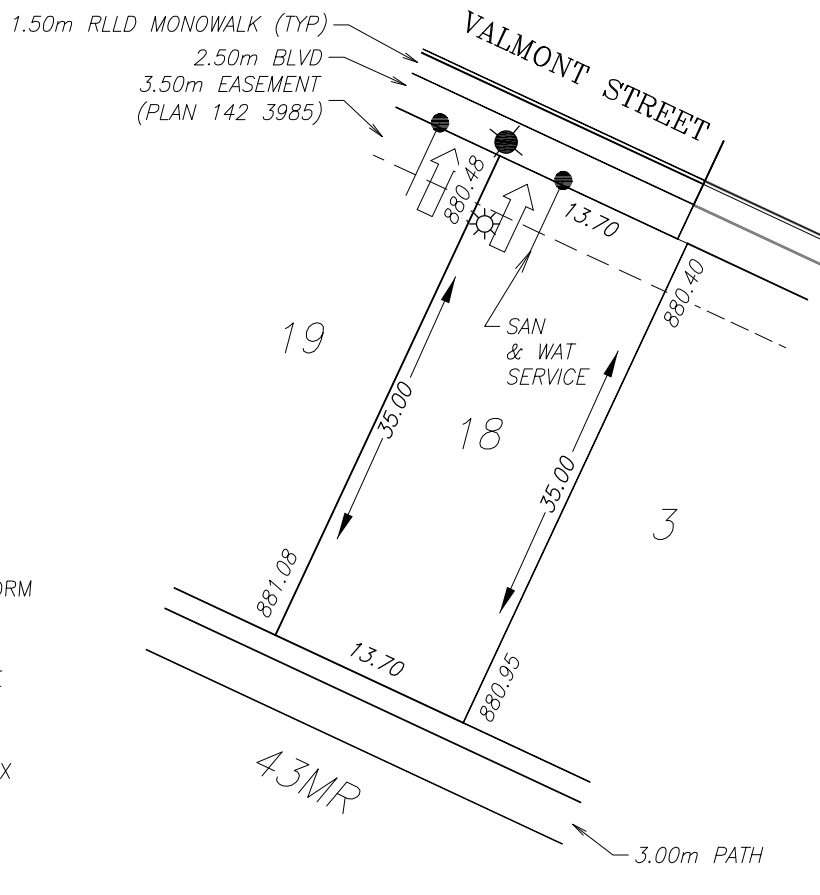 1.50m RLLD MONOWALK (TYP)
2.50m BLVD
3.50m EASEMENT
(PLAN 142 3985)
VALMONT STREET
880.48
13.70
880.40
19
SAN
& WAT
SERVICE
35.00
18
35.00
3
881.08
13.70
880.95
43MR
3.00m PATH